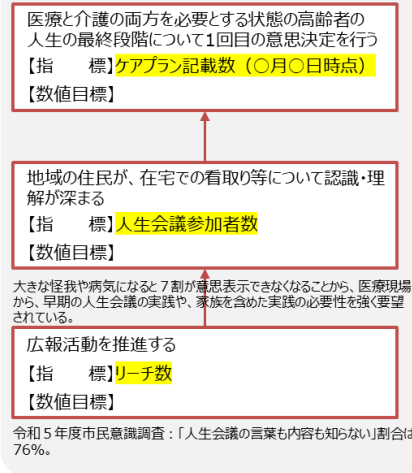 医療と介護の両方を必要とする状態の高齢者の
人生の最終段階について1回目の意思決定を行う
【指　　標】ケアプラン記載数（○月○日時点）
【数値目標】
地域の住民が、在宅での看取り等について認識・理
解が深まる
【指　　標】人生会議参加者数
【数値目標】
大きな怪我や病気になると７割が意思表示できなくなることから、医療現場
から、早期の人生会議の実践や、家族を含めた実践の必要性を強く要望
されている。
広報活動を推進する
【指　　標】リーチ数
【数値目標】
令和５年度市民意識調査：「人生会議の言葉も内容も知らない」割合は
76%。